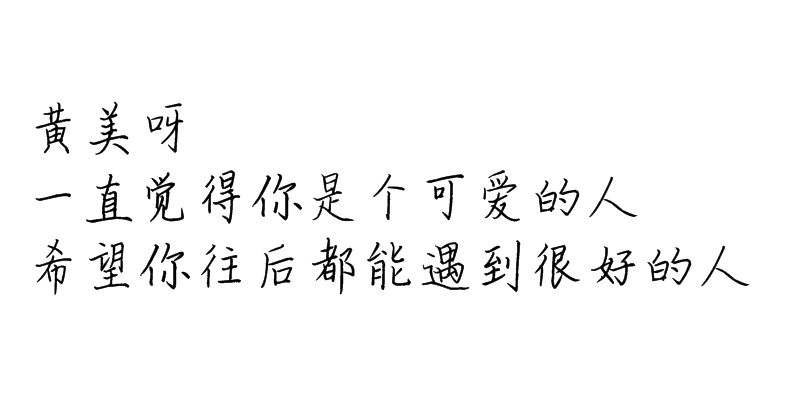 黄美呀
一直觉得你是个可爱的人
希望你往后都能遇到很好的人